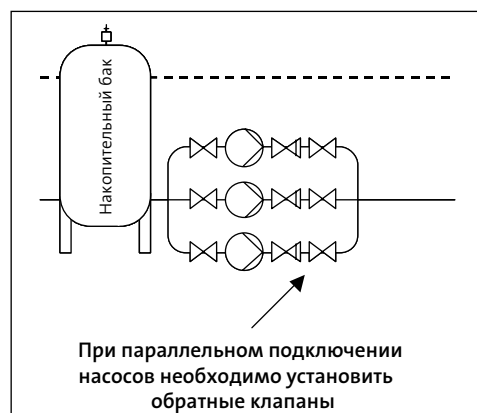 Накопительный бак
При параллельном подключении
насосов необходимо установить
обратные клапаны